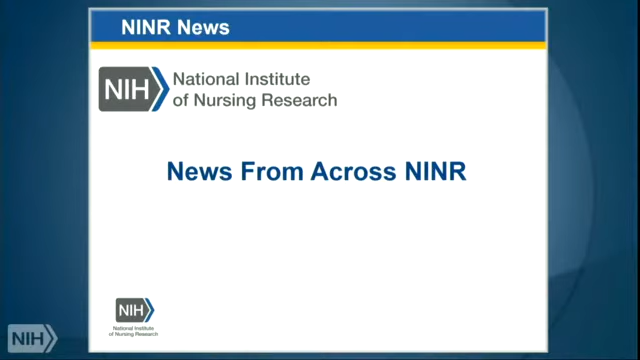 NINR News
NIH
National Institute
of Nursing Research
News From Across NINR
NIH
National Institute
of Nursing Research
NIH